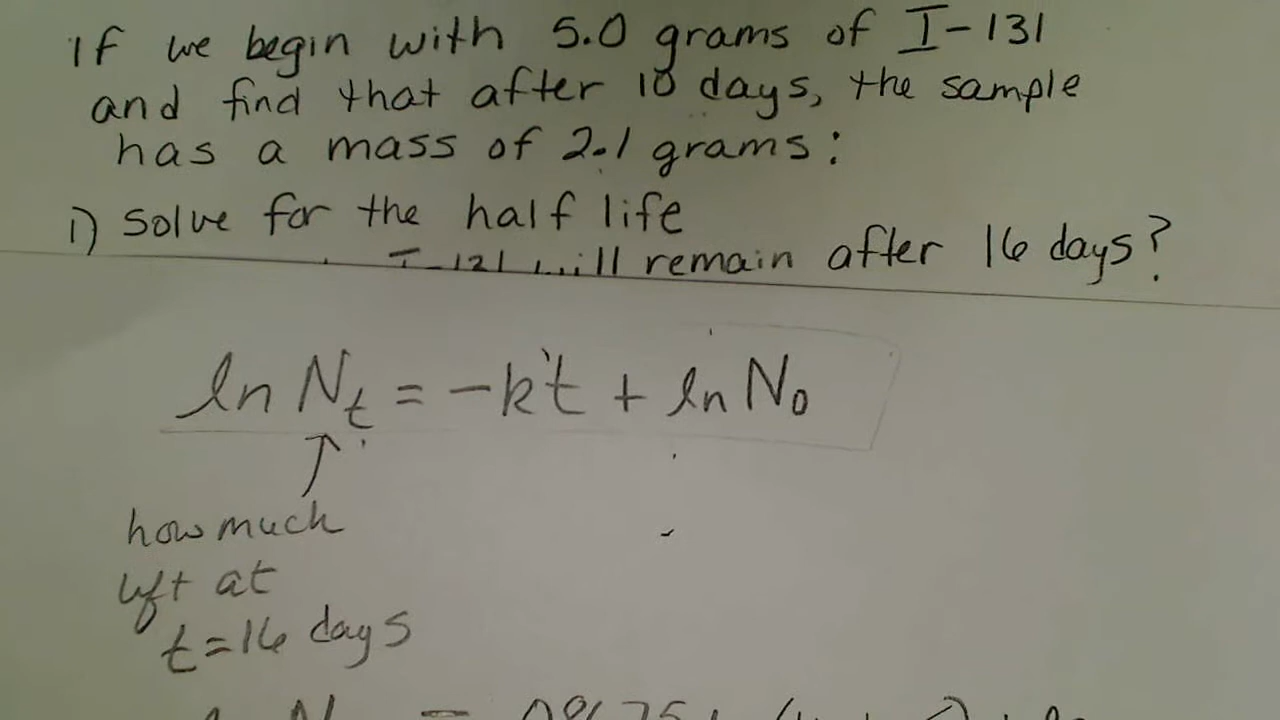 If we begin with 5.0 grams of I-131
and find that after 10 days, the sample
has a mass of 2.1 grams:
1) Solve for the half life
I-131 will remain after 16 days?
ln Nt = -kt + ln N0
↑
how much
left at
t=16 days